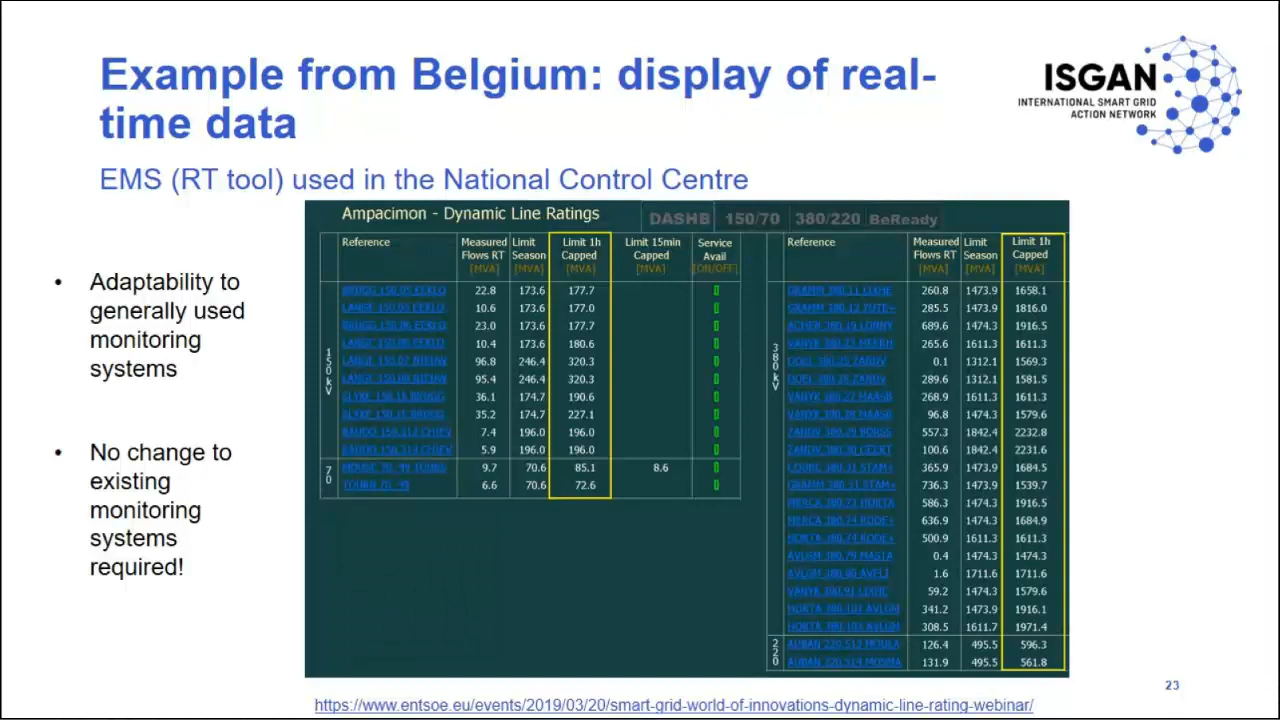 Example from Belgium: display of real-
time data
ISGAN
INTERNATIONAL SMART GRID
ACTION NETWORK
EMS (RT tool) used in the National Control Centre
• Adaptability to
generally used
monitoring
systems
• No change to
existing
monitoring
systems
required!
Ampacimon - Dynamic Line Ratings DASHB 150/70 380/220 BeReady
Reference Measured Flows RT [MVA] Limit Season [MVA] Limit 1h Capped [MVA] Limit 15min Capped [MVA] Service Avail [ON/OFF]
150kV
22.8 173.6 177.7
10.6 173.6 177.0
23.0 173.6 177.7
10.4 173.6 180.6
96.8 246.4 320.3
95.4 246.4 320.3
36.1 174.7 190.6
35.2 174.7 227.1
7.4 196.0 196.0
5.9 196.0 196.0
70
9.7 70.6 85.1 8.6
6.6 70.6 72.6
Reference Measured Flows RT [MVA] Limit Season [MVA] Limit 1h Capped [MVA]
380kV
260.8 1473.9 1658.1
285.5 1473.9 1816.0
689.6 1474.3 1916.5
265.6 1611.3 1611.3
0.1 1312.1 1569.3
289.6 1312.1 1581.5
268.9 1611.3 1611.3
96.8 1474.3 1579.6
557.3 1842.4 2232.8
100.6 1842.4 2231.6
365.9 1474.3 1684.5
736.3 1474.3 1539.7
586.3 1474.3 1916.5
636.9 1474.3 1684.9
500.9 1611.3 1611.3
0.4 1474.3 1474.3
1.6 1711.6 1711.6
59.2 1474.3 1579.6
341.2 1473.9 1916.1
308.5 1611.7 1971.4
220
126.4 495.5 596.3
131.9 495.5 561.8
23
https://www.entsoe.eu/events/2019/03/20/smart-grid-world-of-innovations-dynamic-line-rating-webinar/